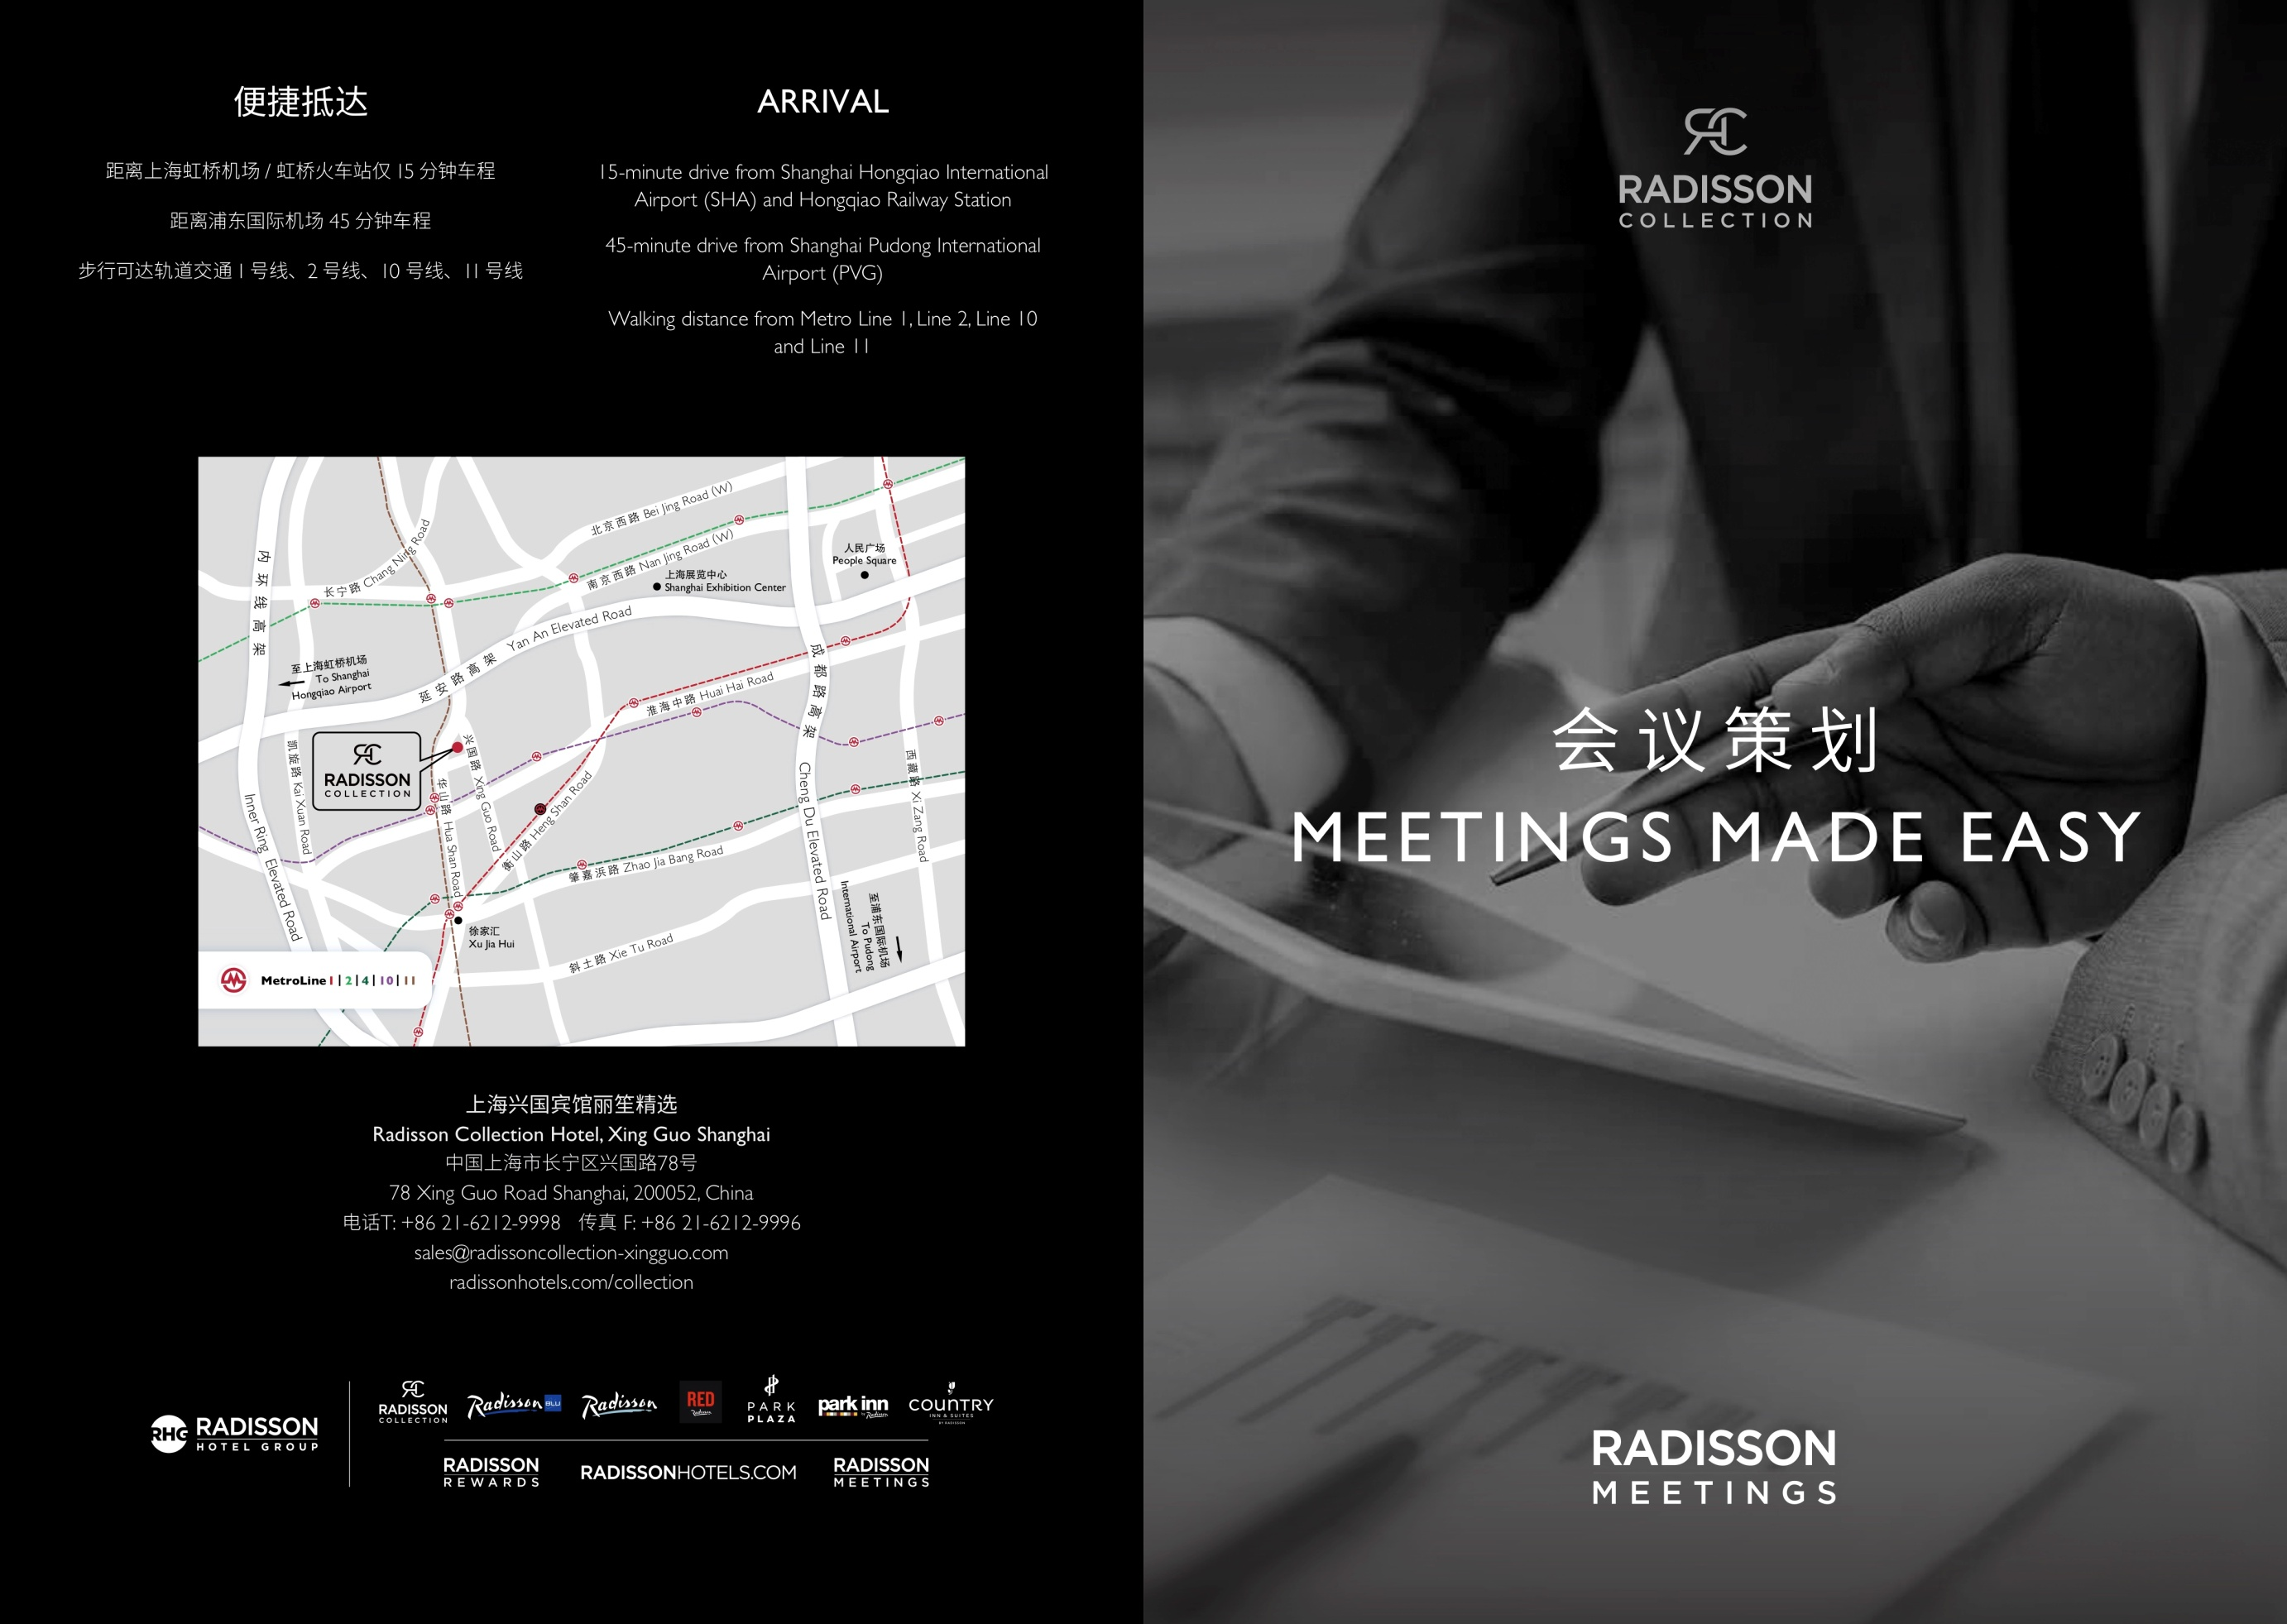 便捷抵达
距离上海虹桥机场 / 虹桥火车站仅 15 分钟车程
距离浦东国际机场 45 分钟车程
步行可达轨道交通 1 号线、2 号线、10 号线、11 号线
ARRIVAL
15-minute drive from Shanghai Hongqiao International
Airport (SHA) and Hongqiao Railway Station
45-minute drive from Shanghai Pudong International
Airport (PVG)
Walking distance from Metro Line 1, Line 2, Line 10
and Line 11
北京西路 Bei Jing Road (W)
南京西路 Nan Jing Road (W)
长宁路 Chang Ning Road
内环线高架
Inner Ring Elevated Road
人民广场
People Square
上海展览中心
Shanghai Exhibition Center
延安路高架 Yan An Elevated Road
至上海虹桥机场
To Shanghai
Hongqiao Airport
成都路高架
Cheng Du Elevated Road
淮海中路 Huai Hai Road
凯旋路 Kai Xuan Road
RC
RADISSON
COLLECTION
兴国路 Xing Guo Road
华山路 Hua Shan Road
衡山路 Heng Shan Road
西藏路 Xi Zang Road
肇嘉浜路 Zhao Jia Bang Road
至浦东国际机场
To Pudong
International Airport
徐家汇
Xu Jia Hui
斜土路 Xie Tu Road
MetroLine 1 | 2 | 4 | 10 | 11
上海兴国宾馆丽笙精选
Radisson Collection Hotel, Xing Guo Shanghai
中国上海市长宁区兴国路78号
78 Xing Guo Road Shanghai, 200052, China
电话T: +86 21-6212-9998 传真 F: +86 21-6212-9996
sales@radissoncollection-xingguo.com
radissonhotels.com/collection
RHG RADISSON
HOTEL GROUP
RC
RADISSON
COLLECTION
Radisson BLU
Radisson
RED
Radisson
PARK
PLAZA
park inn
by Radisson
COUNTRY
INN & SUITES
BY RADISSON
RADISSON
REWARDS
RADISSONHOTELS.COM
RADISSON
MEETINGS
RC
RADISSON
COLLECTION
会议策划
MEETINGS MADE EASY
RADISSON
MEETINGS